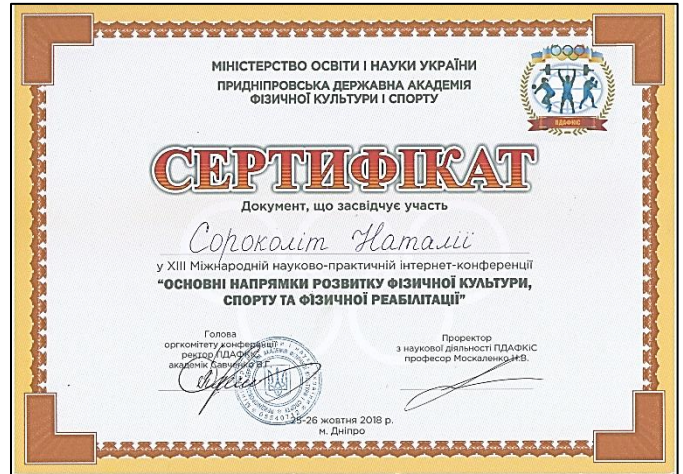 МІНІСТЕРСТВО ОСВІТИ І НАУКИ УКРАЇНИ
ПРИДНІПРОВСЬКА ДЕРЖАВНА АКАДЕМІЯ
ФІЗИЧНОЇ КУЛЬТУРИ І СПОРТУ
ПДАФКіС
СЕРТИФІКАТ
Документ, що засвідчує участь
Сороколіт Наталії
у XIII Міжнародній науково-практичній інтернет-конференції
“ОСНОВНІ НАПРЯМКИ РОЗВИТКУ ФІЗИЧНОЇ КУЛЬТУРИ,
СПОРТУ ТА ФІЗИЧНОЇ РЕАБІЛІТАЦІЇ”
Голова
оргкомітету конференції
ректор ПДАФКіС
академік Савченко В.Г.
Проректор
з наукової діяльності ПДАФКіС
професор Москаленко Н.В.
25-26 жовтня 2018 р.
м. Дніпро